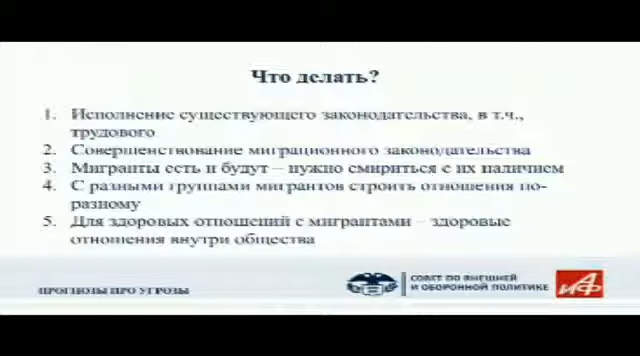 Что делать?
1. Исполнение существующего законодательства, в т.ч.,
трудового
2. Совершенствование миграционного законодательства
3. Мигранты есть и будут – нужно смириться с их наличием
4. С разными группами мигрантов строить отношения по-
разному
5. Для здоровых отношений с мигрантами – здоровые
отношения внутри общества
ПРОГНОЗЫ ПРО УГРОЗЫ
СОВЕТ ПО ВНЕШНЕЙ
И ОБОРОННОЙ ПОЛИТИКЕ
АиФ